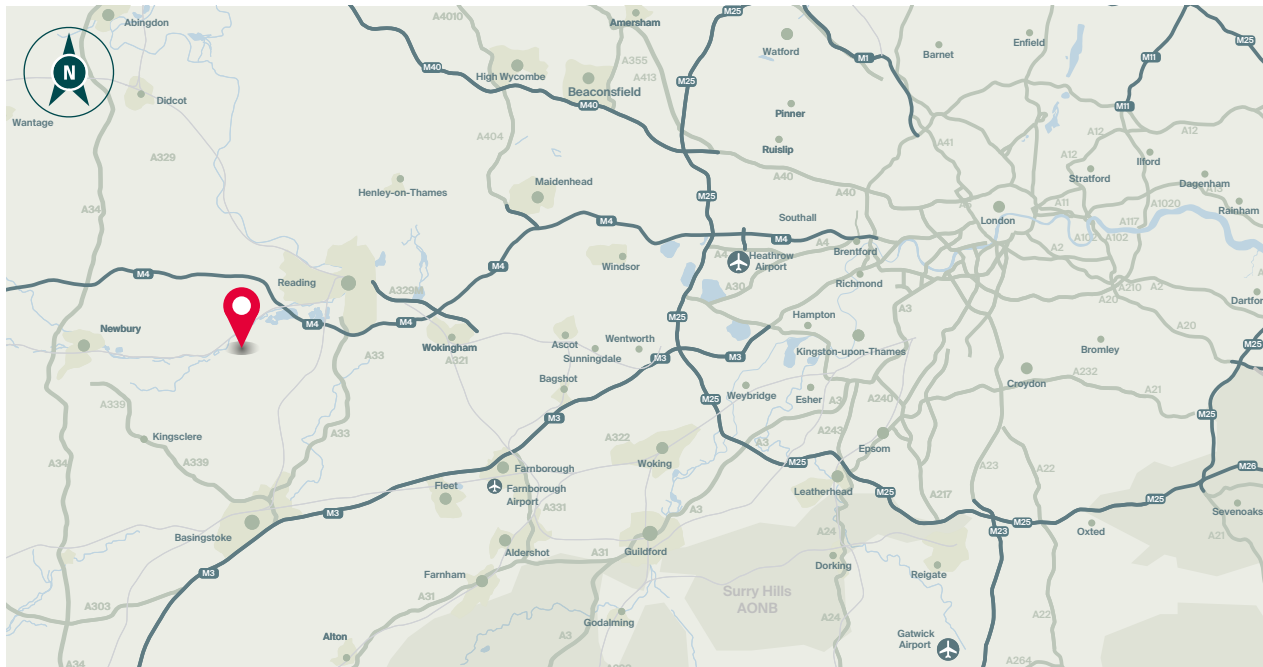 Abingdon
A4010
Amersham
M25
Watford
M1
Barnet
Enfield
M25
M11
N
M40
High Wycombe
A355
A413
M25
Beaconsfield
M40
Didcot
Wantage
Pinner
M11
A404
Ruislip
A41
A12
A12
A329
A12
Ilford
Henley-on-Thames
Maidenhead
A40
A40
Stratford
Dagenham
A13
M25
A34
M4
Southall
London
A11
A117
A1020
Rainham
M4
A4
A102
A102
Brentford
A2
Windsor
A4
Heathrow
Airport
M4
M4
Reading
A329M
A30
Richmond
A210
A2
A20
Dartford
A3
M4
M4
M25
Hampton
Newbury
A33
Wokingham
A321
Ascot
Wentworth
Sunningdale
M3
M3
Kingston-upon-Thames
Bromley
A20
M25
Bagshot
Croydon
A232
A21
A339
Weybridge
Esher
A3
A240
M25
M3
M25
A33
A243
Kingsclere
A322
A3
Epsom
A34
A339
Farnborough
Woking
M25
A23
A22
M26
Fleet
Farnborough
Airport
Leatherhead
M25
A217
M25
A331
A3
M3
M23
M25
Oxted
Sevenoaks
Basingstoke
A24
A21
Aldershot
A31
Guildford
Dorking
Reigate
M3
Farnham
Surry Hills
AONB
A303
A31
Godalming
A24
A22
Alton
A3
Gatwick
Airport
A34
A264